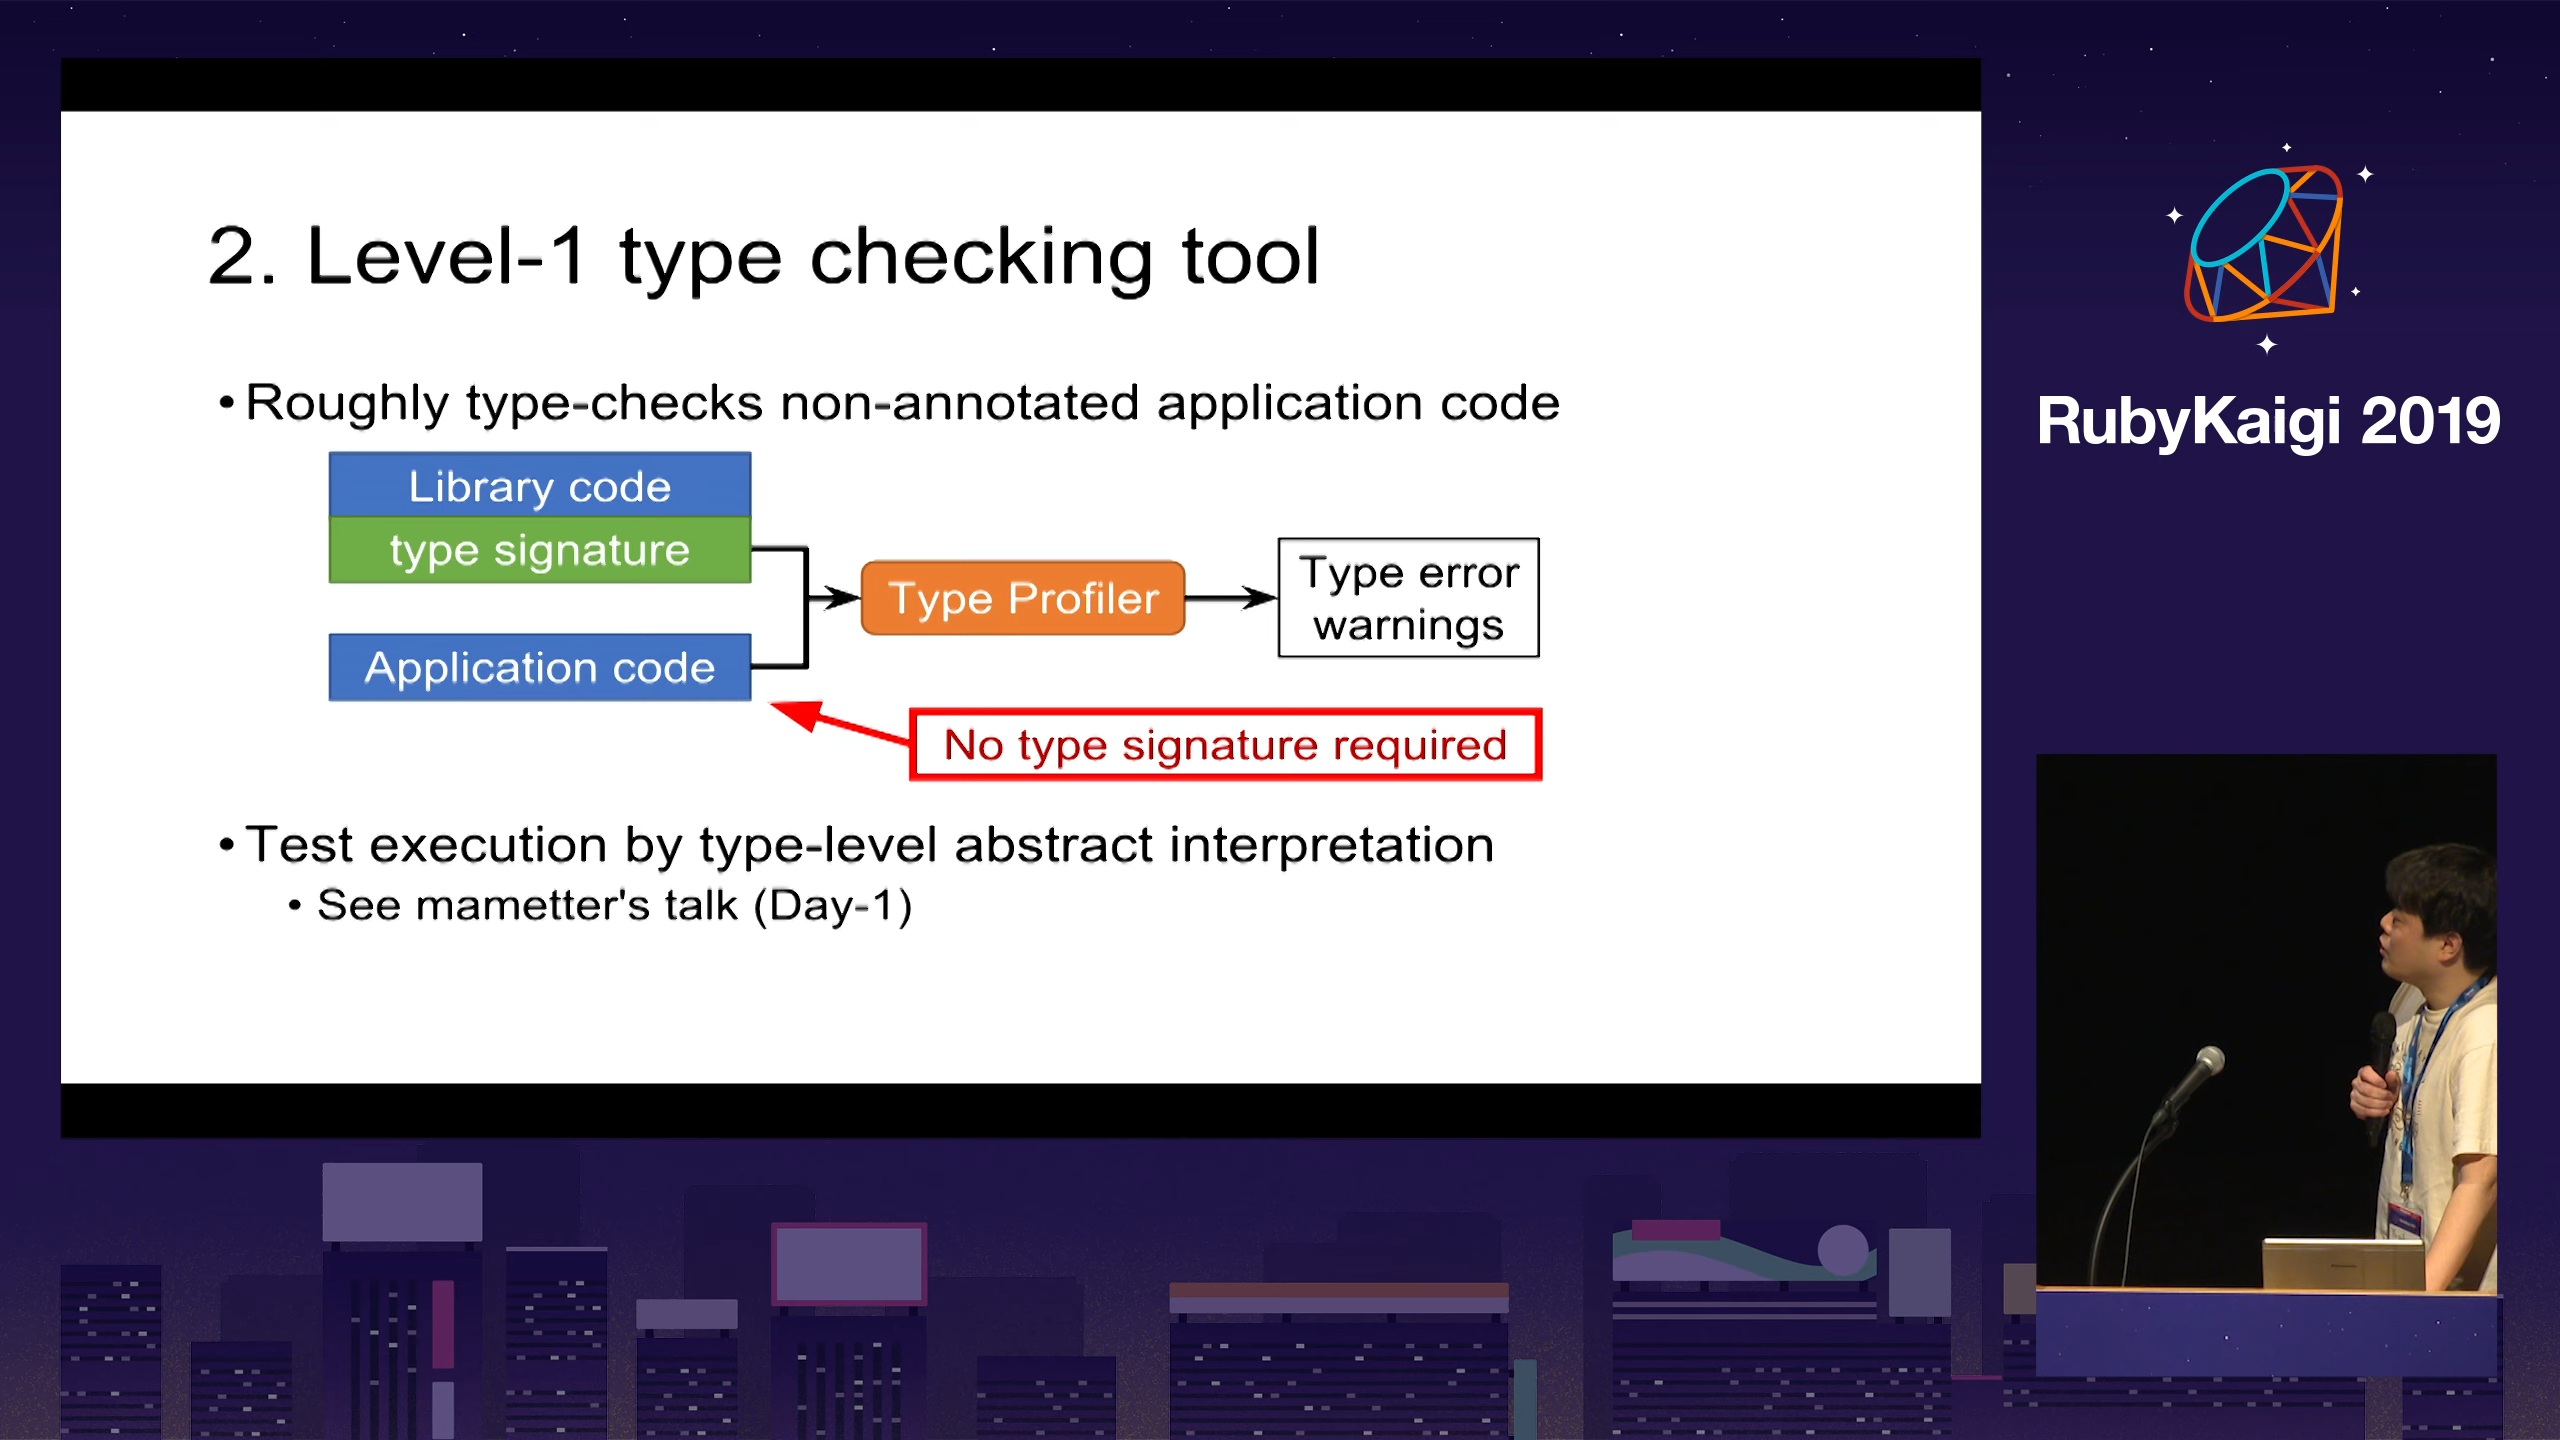 2. Level-1 type checking tool
• Roughly type-checks non-annotated application code
Library code
type signature
Application code
Type Profiler
Type error
warnings
No type signature required
• Test execution by type-level abstract interpretation
• See mametter's talk (Day-1)
RubyKaigi 2019